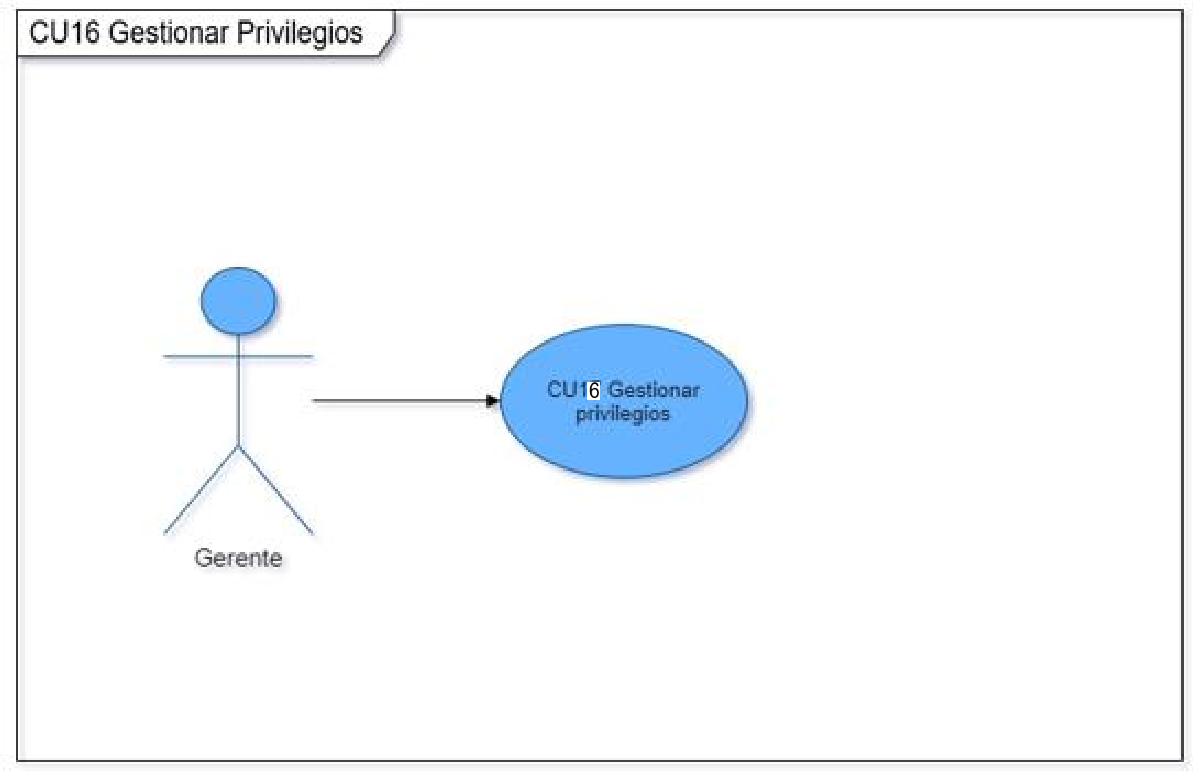 CU16 Gestionar Privilegios
CU16 Gestionar
privilegios
Gerente